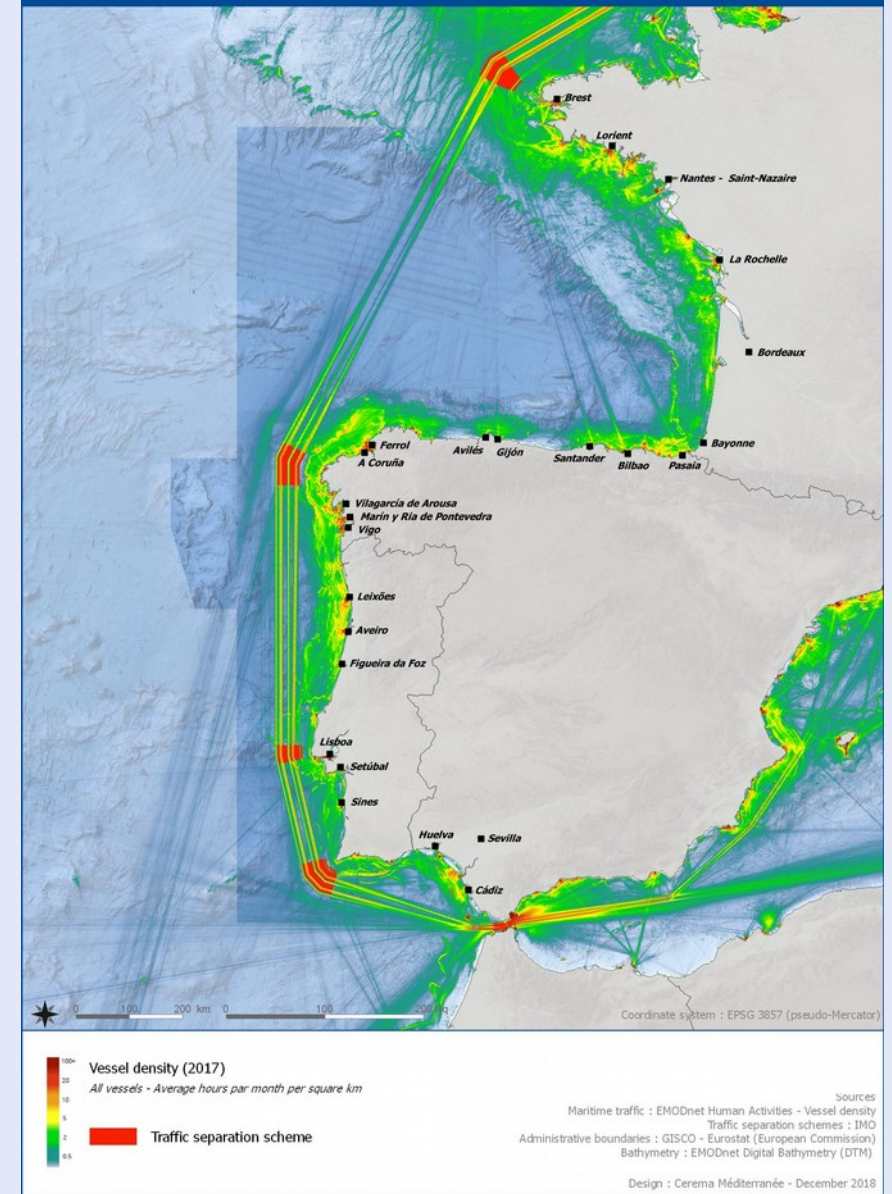 Brest
Lorient
Nantes - Saint-Nazaire
La Rochelle
Bordeaux
Bayonne
Ferrol
A Coruña
Avilés
Gijón
Santander
Bilbao
Pasaia
Vilagarcía de Arousa
Marín y Ria de Pontevedra
Vigo
Leixões
Aveiro
Figueira da Foz
Lisboa
Setúbal
Sines
Huelva
Sevilla
Cádiz
0 100 200 km 0 100
Coordinate system : EPSG 3857 (pseudo-Mercator)
Vessel density (2017)
All vessels - Average hours par month per square km
100+
20
10
5
2
0.5
Traffic separation scheme
Sources
Maritime traffic : EMODnet Human Activities - Vessel density
Traffic separation schemes : IMO
Administrative boundaries : GISCO - Eurostat (European Commission)
Bathymetry : EMODnet Digital Bathymetry (DTM)
Design : Cerema Méditerranée - December 2018